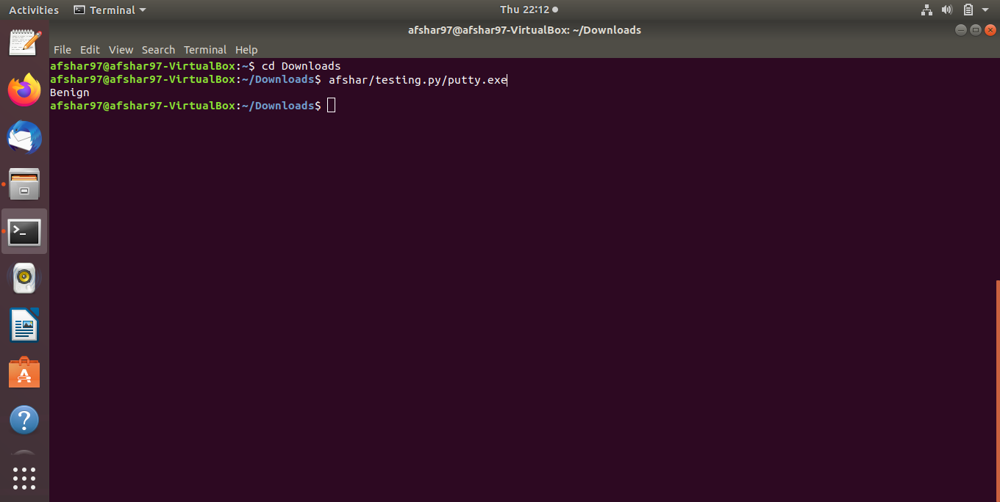 Activities Terminal Thu 22:12
afshar97@afshar97-VirtualBox: ~/Downloads
File Edit View Search Terminal Help
afshar97@afshar97-VirtualBox:~$ cd Downloads
afshar97@afshar97-VirtualBox:~/Downloads$ afshar/testing.py/putty.exe
Benign
afshar97@afshar97-VirtualBox:~/Downloads$